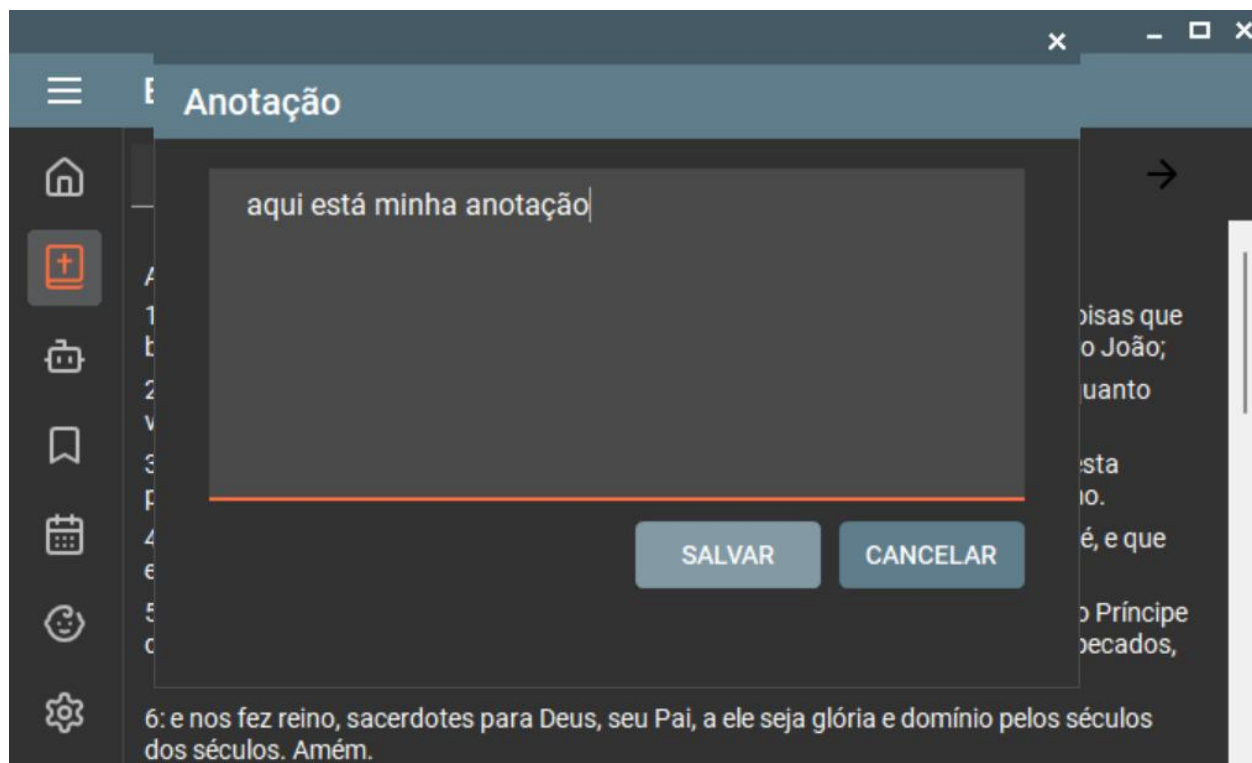 Anotação
aqui está minha anotação
oisas que
o João;
uanto
esta
no.
é, e que
o Príncipe
pecados,
SALVAR
CANCELAR
6: e nos fez reino, sacerdotes para Deus, seu Pai, a ele seja glória e domínio pelos séculos
dos séculos. Amém.